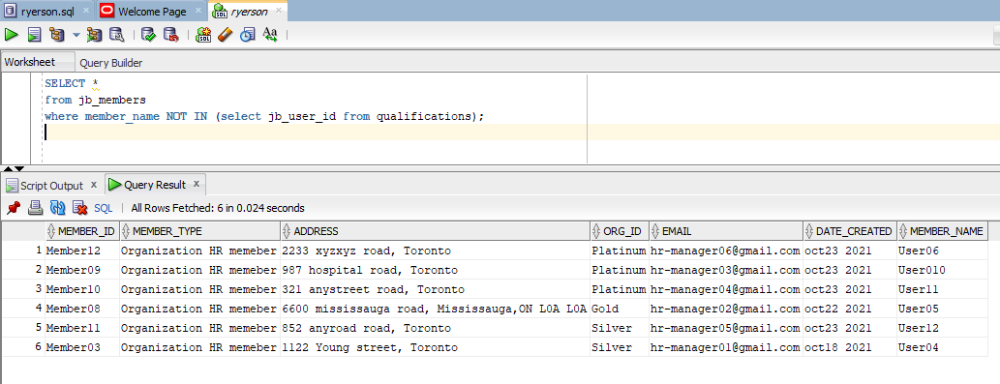 ryerson.sql x Welcome Page x ryerson x
SQL Aa
Worksheet Query Builder
SELECT *
from jb_members
where member_name NOT IN (select jb_user_id from qualifications);
Script Output x Query Result x
SQL | All Rows Fetched: 6 in 0.024 seconds
MEMBER_ID MEMBER_TYPE ADDRESS ORG_ID EMAIL DATE_CREATED MEMBER_NAME
1 Member12 Organization HR memeber 2233 xyzxyz road, Toronto Platinum hr-manager06@gmail.com oct23 2021 User06
2 Member09 Organization HR memeber 987 hospital road, Toronto Platinum hr-manager03@gmail.com oct23 2021 User010
3 Member10 Organization HR memeber 321 anystreet road, Toronto Platinum hr-manager04@gmail.com oct23 2021 User11
4 Member08 Organization HR memeber 6600 mississauga road, Mississauga,ON L0A L0A Gold hr-manager02@gmail.com oct22 2021 User05
5 Member11 Organization HR memeber 852 anyroad road, Toronto Silver hr-manager05@gmail.com oct23 2021 User12
6 Member03 Organization HR memeber 1122 Young street, Toronto Silver hr-manager01@gmail.com oct18 2021 User04